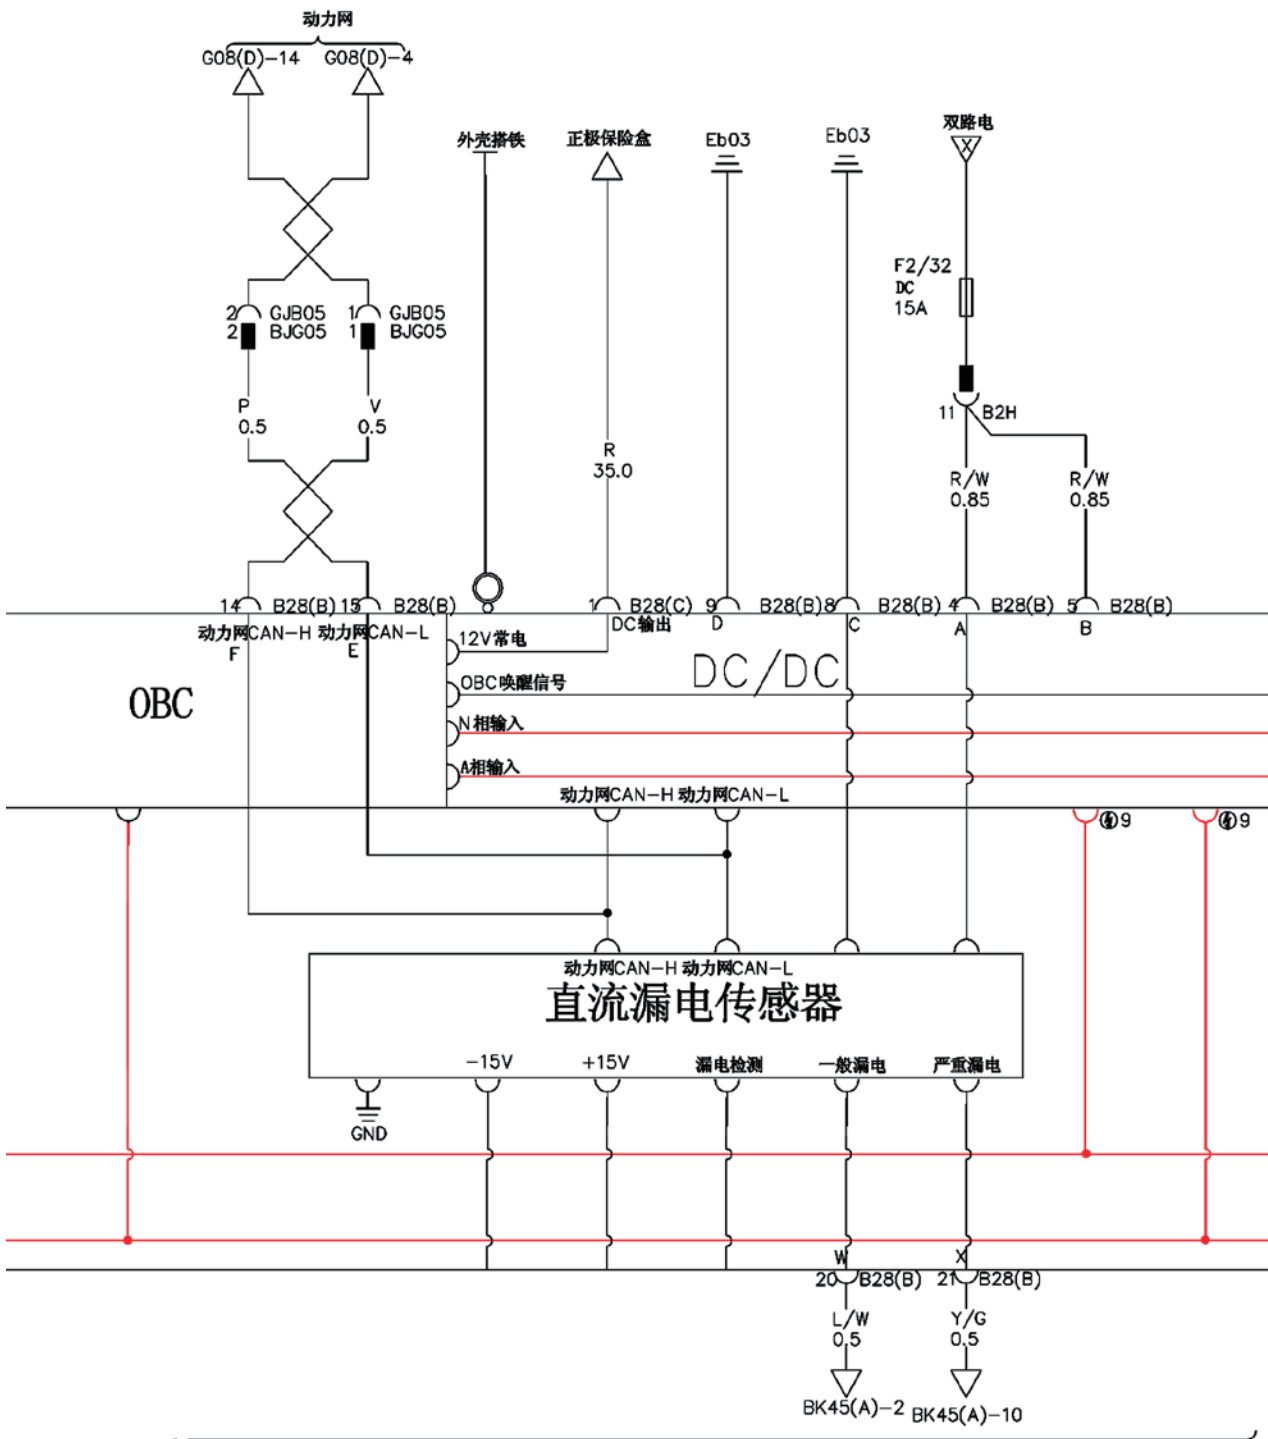 动力网
G08(D)-14 G08(D)-4
外壳搭铁 正极保险盒 Eb03 Eb03 双路电
X
F2/32
DC
15A
2 GJB05 1 GJB05
2 BJG05 1 BJG05
11 B2H
P V
0.5 0.5
R
35.0
R/W R/W
0.85 0.85
14 B28(B) 15 B28(B) 1 B28(C) 9 B28(B) 8 B28(B) 4 B28(B) 5 B28(B)
动力网CAN-H 动力网CAN-L DC输出 D C A B
F E
12V常电
OBC DC/DC
OBC唤醒信号
N相输入
A相输入
动力网CAN-H 动力网CAN-L
9 9
动力网CAN-H 动力网CAN-L
直流漏电传感器
-15V +15V 漏电检测 一般漏电 严重漏电
GND
W X
20 B28(B) 21 B28(B)
L/W Y/G
0.5 0.5
BK45(A)-2 BK45(A)-10